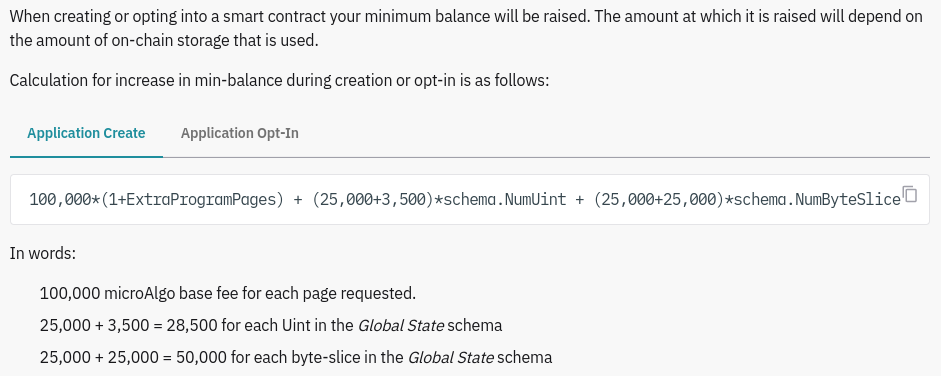 When creating or opting into a smart contract your minimum balance will be raised. The amount at which it is raised will depend on
the amount of on-chain storage that is used.
Calculation for increase in min-balance during creation or opt-in is as follows:
Application Create Application Opt-In
100,000*(1+ExtraProgramPages) + (25,000+3,500)*schema.NumUint + (25,000+25,000)*schema.NumByteSlice
In words:
100,000 microAlgo base fee for each page requested.
25,000 + 3,500 = 28,500 for each Uint in the Global State schema
25,000 + 25,000 = 50,000 for each byte-slice in the Global State schema